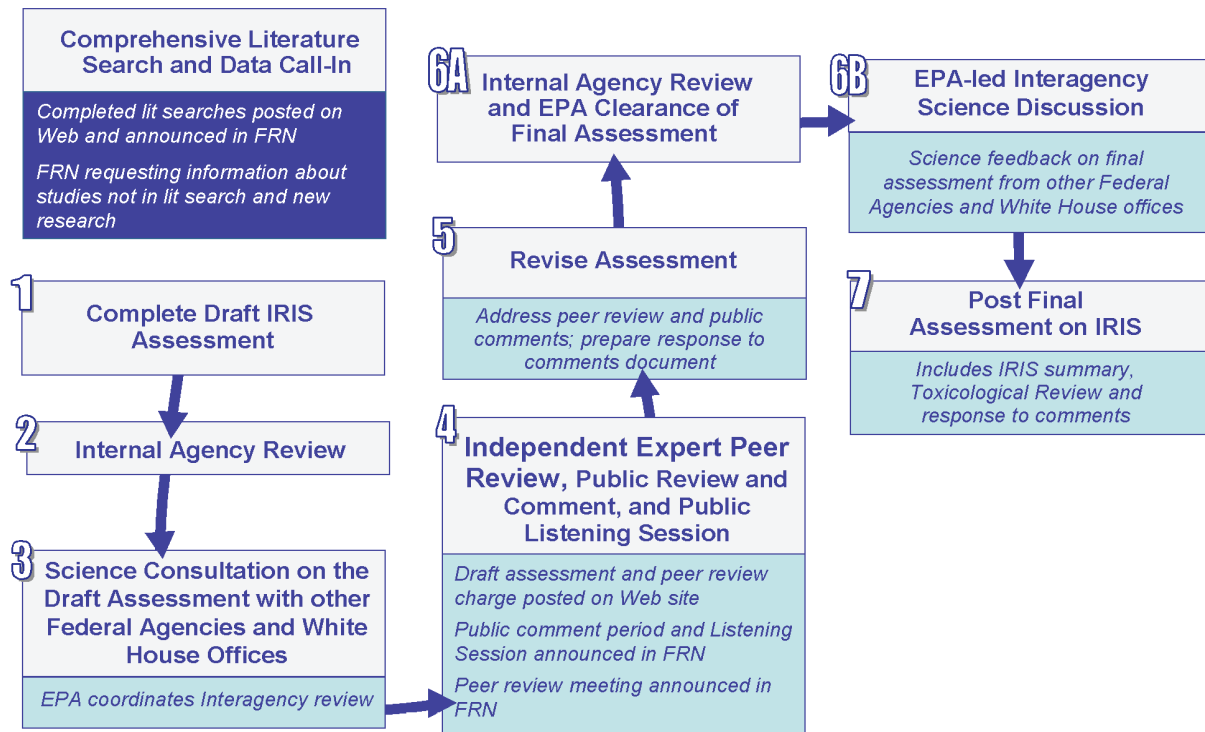 Comprehensive Literature
Search and Data Call-In
Completed lit searches posted on
Web and announced in FRN
FRN requesting information about
studies not in lit search and new
research
1
Complete Draft IRIS
Assessment
2
Internal Agency Review
3
Science Consultation on the
Draft Assessment with other
Federal Agencies and White
House Offices
EPA coordinates Interagency review
4
Independent Expert Peer
Review, Public Review and
Comment, and Public
Listening Session
Draft assessment and peer review
charge posted on Web site
Public comment period and Listening
Session announced in FRN
Peer review meeting announced in
FRN
5
Revise Assessment
Address peer review and public
comments; prepare response to
comments document
6A
Internal Agency Review
and EPA Clearance of
Final Assessment
6B
EPA-led Interagency
Science Discussion
Science feedback on final
assessment from other Federal
Agencies and White House offices
7
Post Final
Assessment on IRIS
Includes IRIS summary,
Toxicological Review and
response to comments